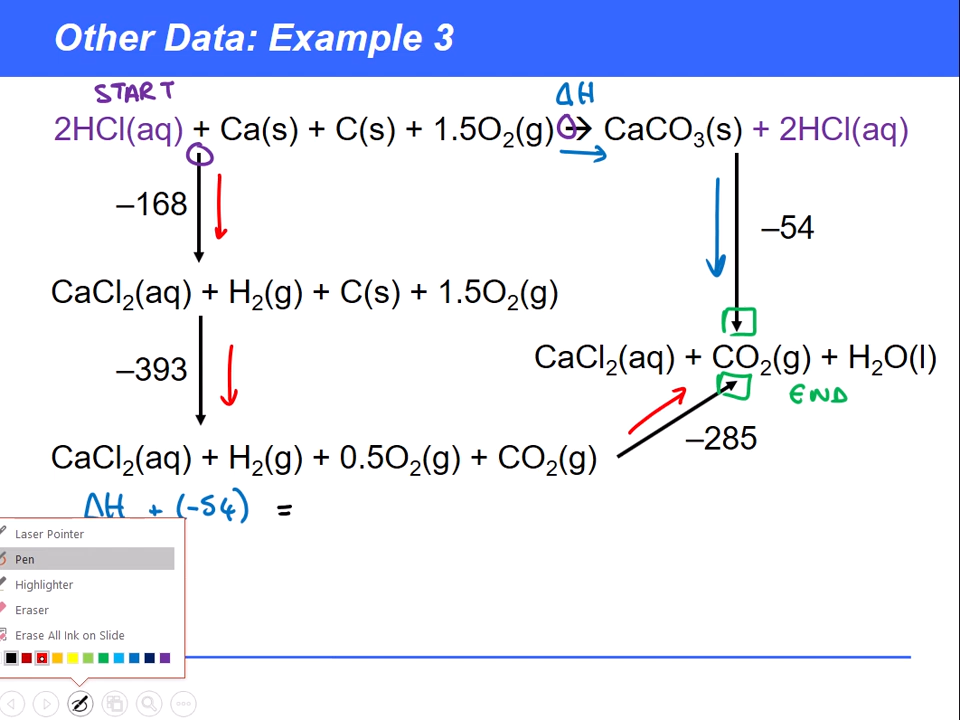 Other Data: Example 3
START
ΔH
2HCl(aq) + Ca(s) + C(s) + 1.5O₂(g) → CaCO₃(s) + 2HCl(aq)
–168
–54
CaCl₂(aq) + H₂(g) + C(s) + 1.5O₂(g)
–393
CaCl₂(aq) + CO₂(g) + H₂O(l)
END
–285
CaCl₂(aq) + H₂(g) + 0.5O₂(g) + CO₂(g)
ΔH + (-54) =
Laser Pointer
Pen
Highlighter
Eraser
Erase All Ink on Slide